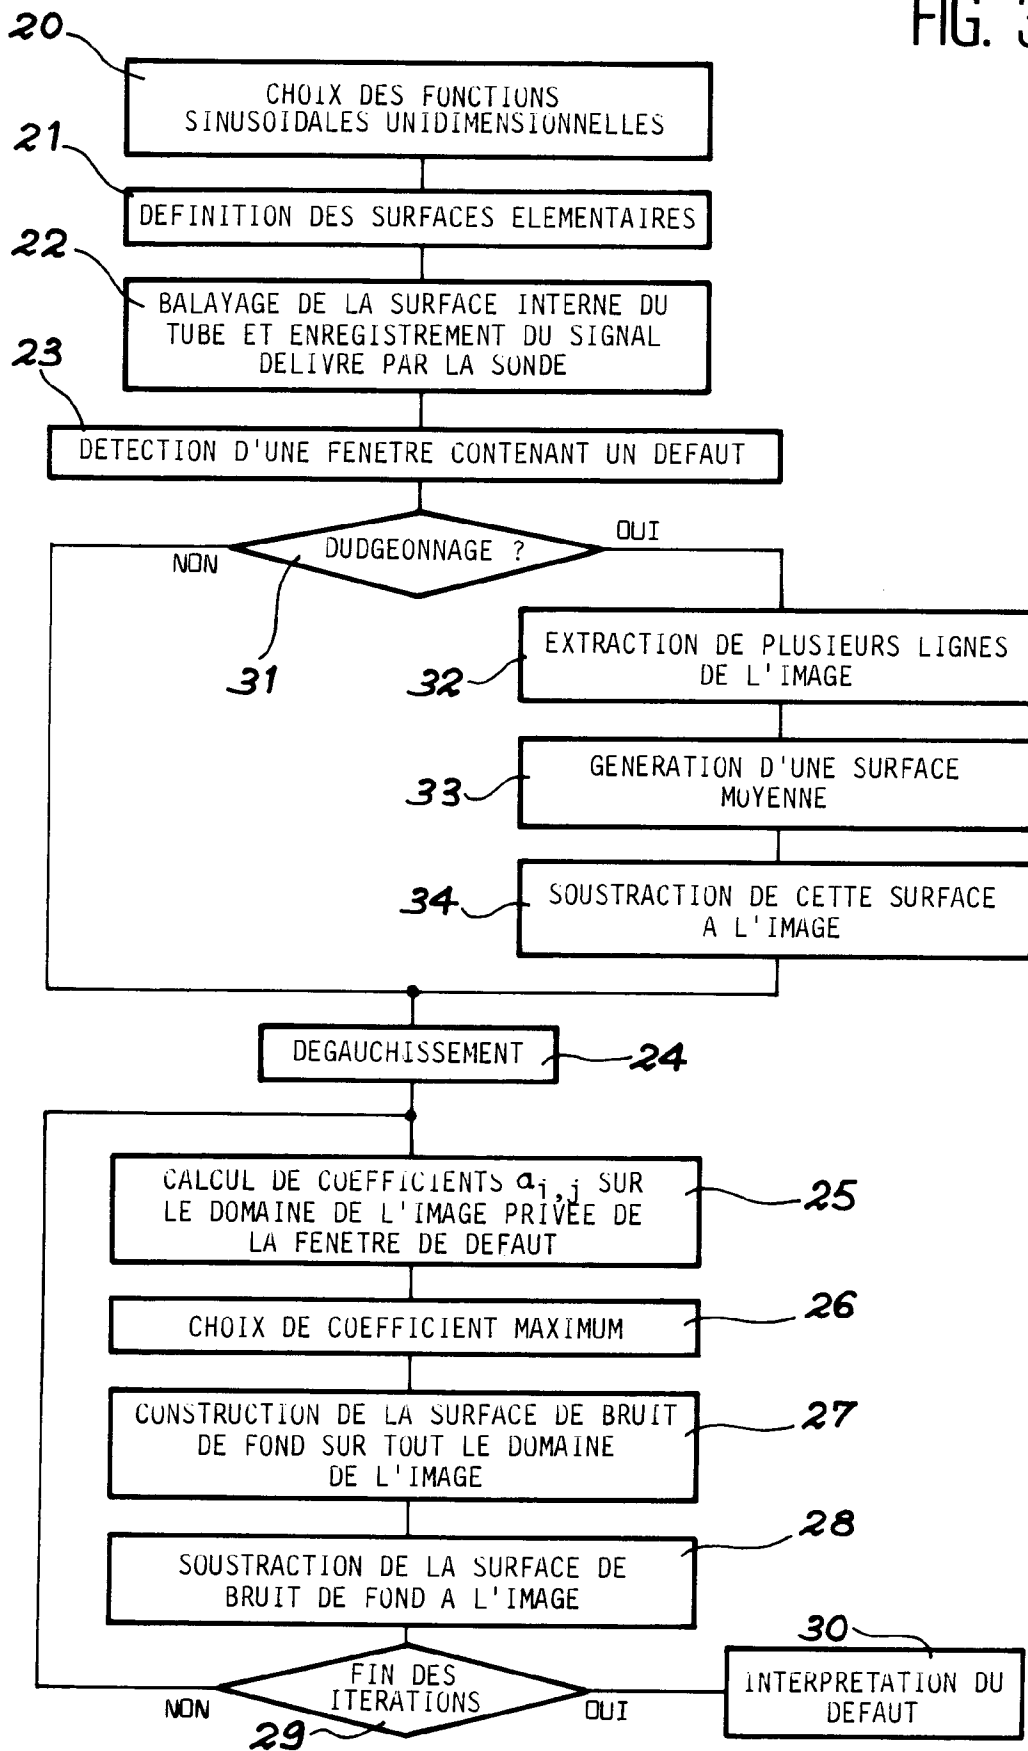 FIG. 3
20
CHOIX DES FONCTIONS
SINUSOIDALES UNIDIMENSIONNELLES
21
DEFINITION DES SURFACES ELEMENTAIRES
22
BALAYAGE DE LA SURFACE INTERNE DU
TUBE ET ENREGISTREMENT DU SIGNAL
DELIVRE PAR LA SONDE
23
DETECTION D'UNE FENETRE CONTENANT UN DEFAUT
DUDGEONNAGE ?
OUI
NON
31
EXTRACTION DE PLUSIEURS LIGNES
DE L'IMAGE
32
GENERATION D'UNE SURFACE
MOYENNE
33
SOUSTRACTION DE CETTE SURFACE
A L'IMAGE
34
DEGAUCHISSEMENT
24
CALCUL DE COEFFICIENTS a i,j SUR
LE DOMAINE DE L'IMAGE PRIVEE DE
LA FENETRE DE DEFAUT
25
CHOIX DE COEFFICIENT MAXIMUM
26
CONSTRUCTION DE LA SURFACE DE BRUIT
DE FOND SUR TOUT LE DOMAINE
DE L'IMAGE
27
SOUSTRACTION DE LA SURFACE DE
BRUIT DE FOND A L'IMAGE
28
FIN DES
ITERATIONS
NON
OUI
29
30
INTERPRETATION DU
DEFAUT